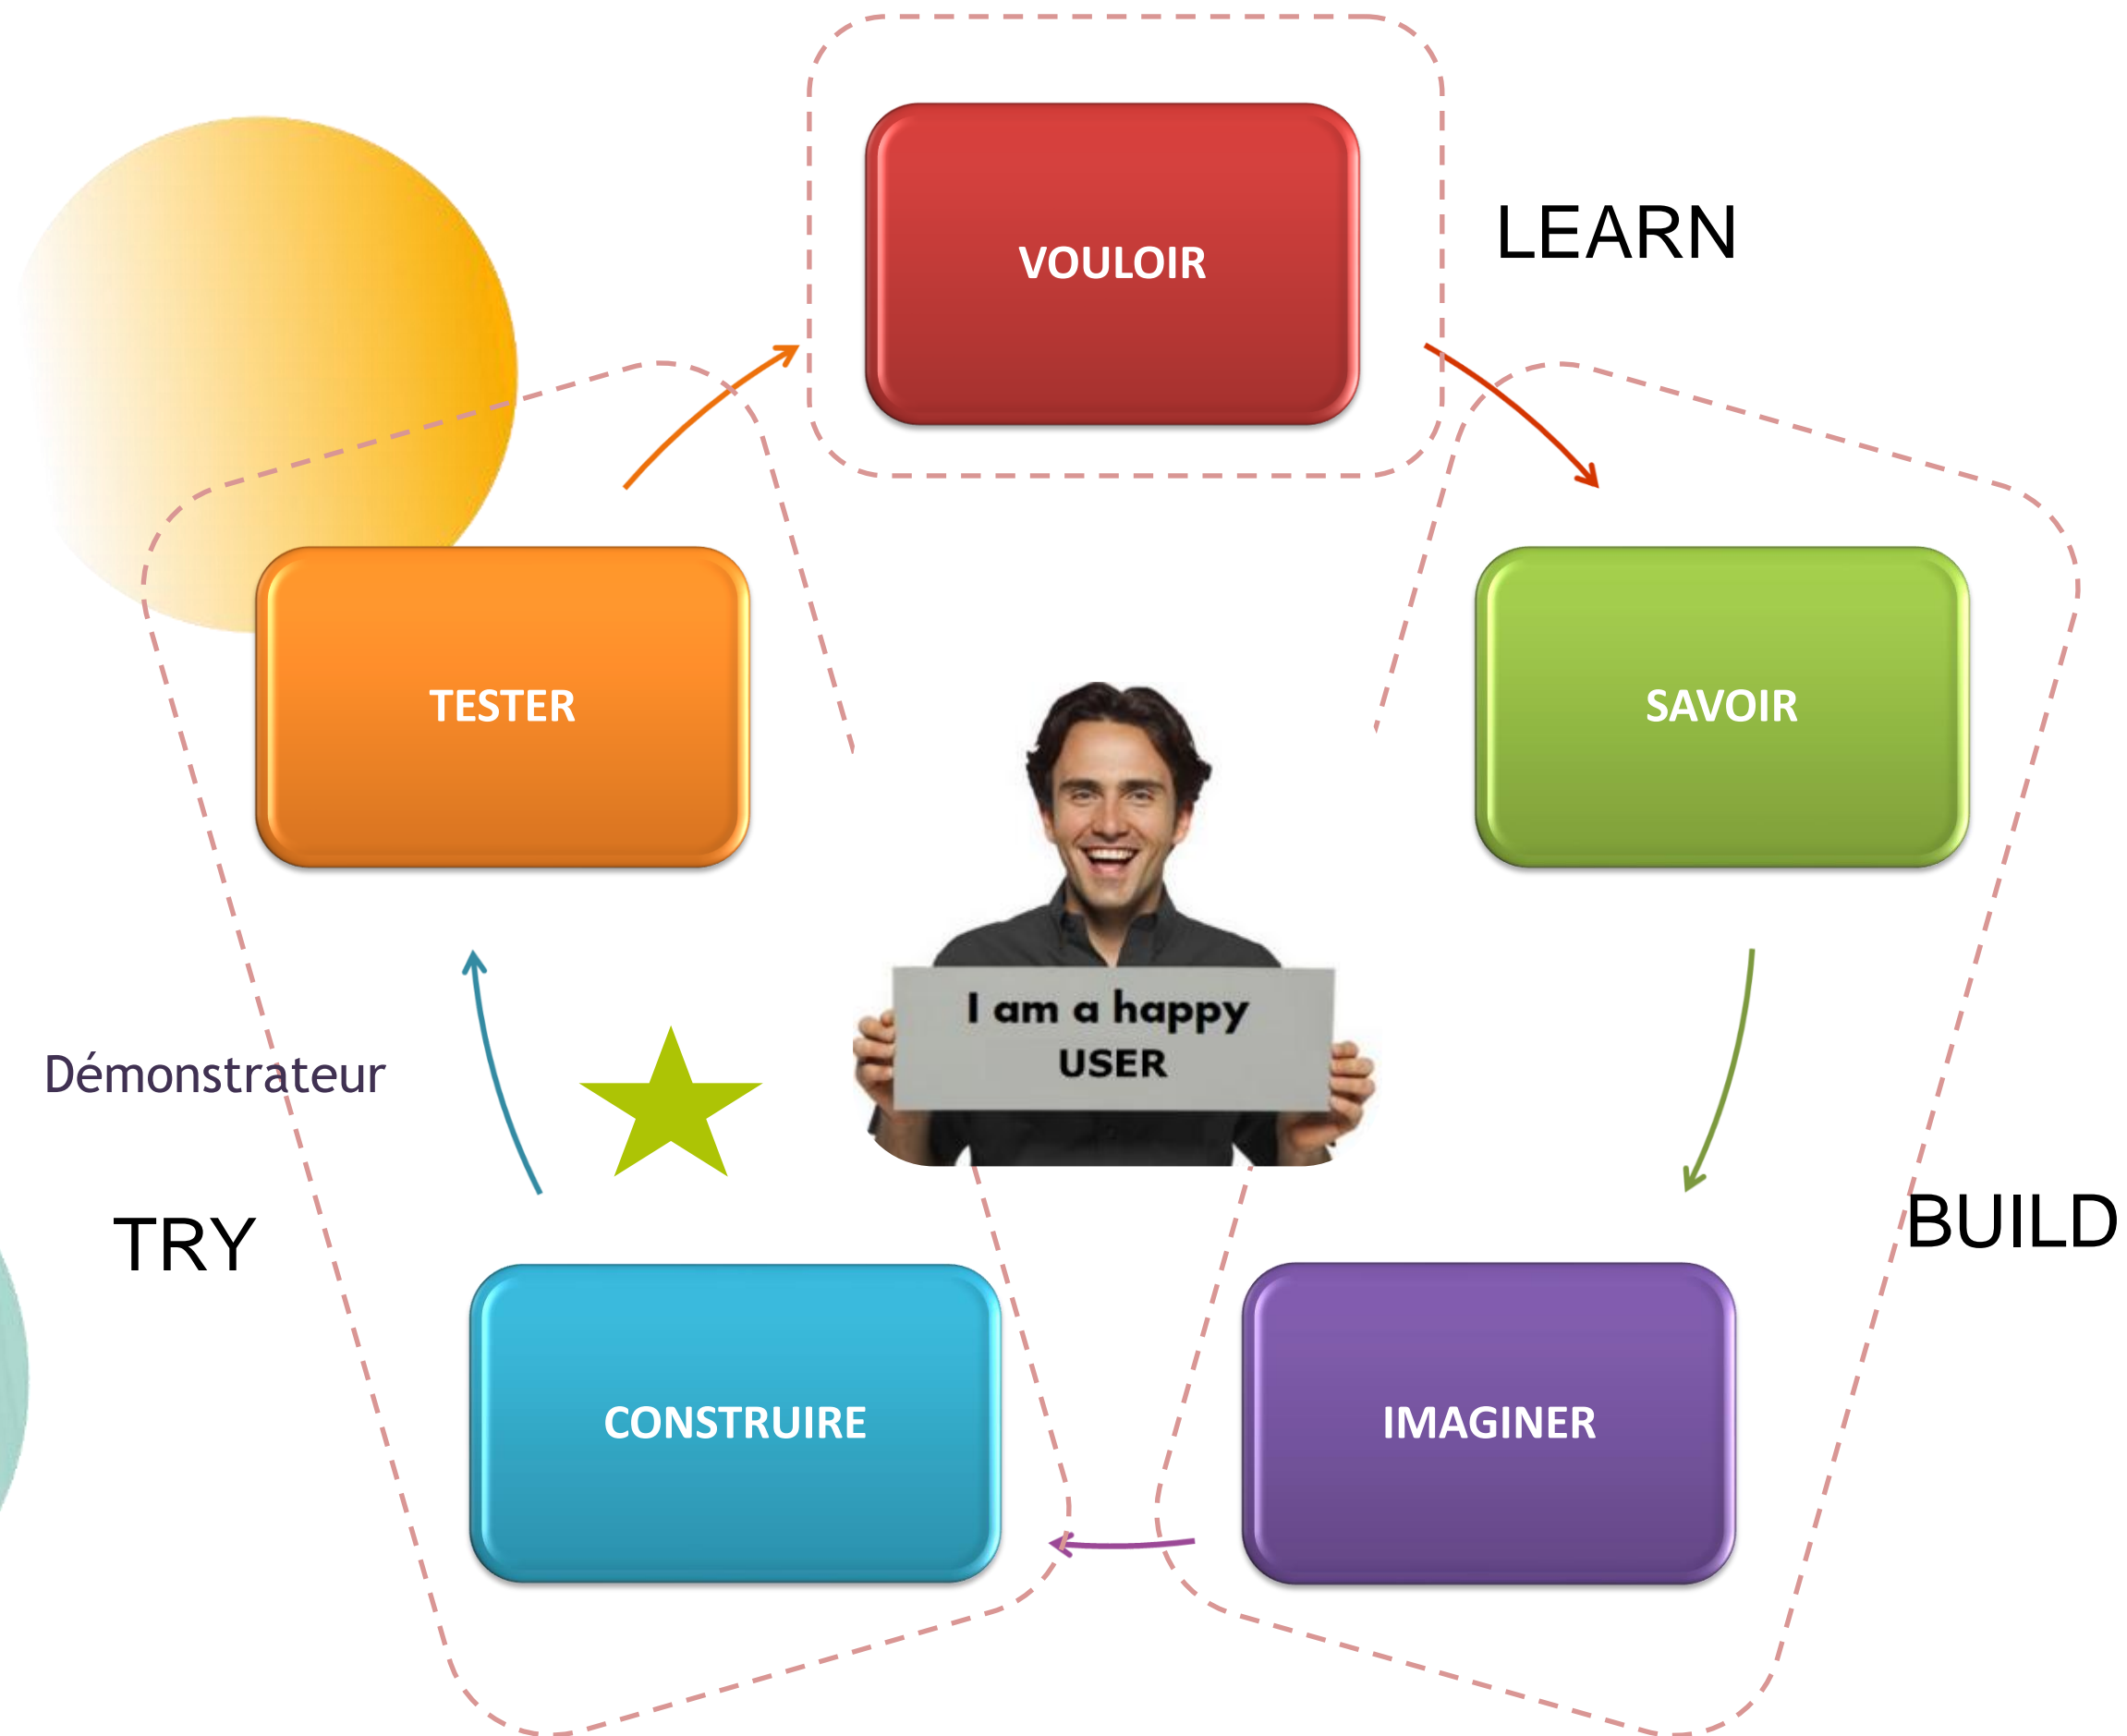 VOULOIR
LEARN
TESTER
SAVOIR
I am a happy
USER
Démonstrateur
TRY
BUILD
CONSTRUIRE
IMAGINER